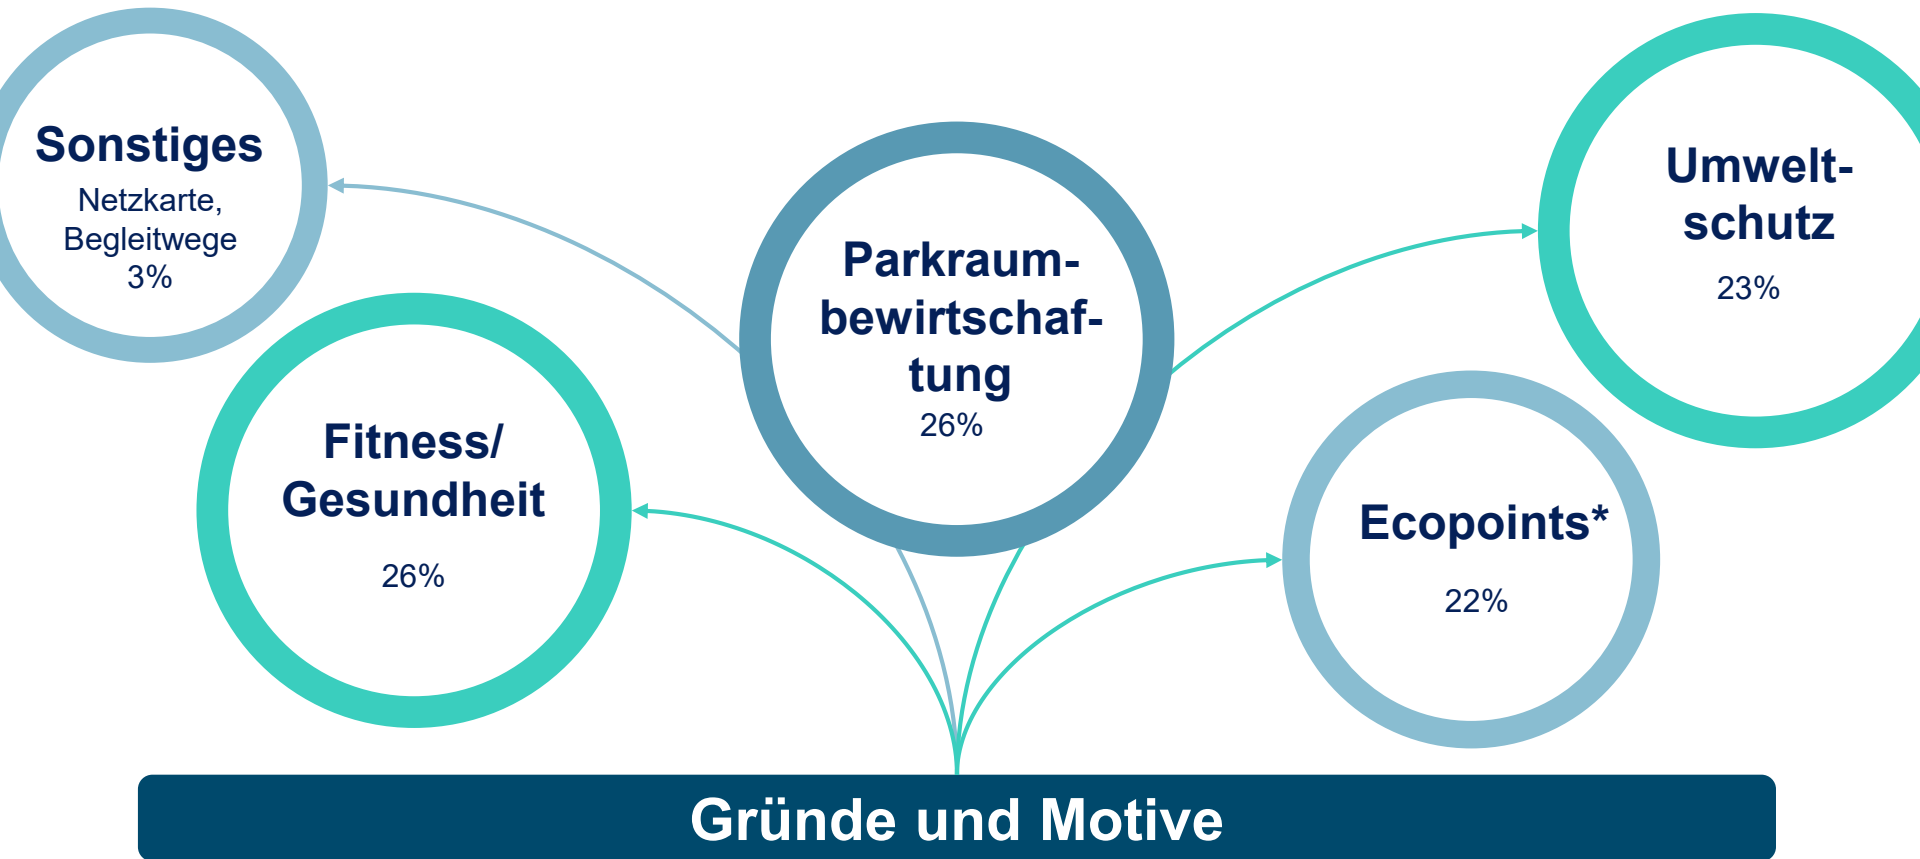 Sonstiges
Netzkarte,
Begleitwege
3%
Fitness/
Gesundheit
26%
Parkraum-
bewirtschaf-
tung
26%
Umwelt-
schutz
23%
Ecopoints*
22%
Gründe und Motive